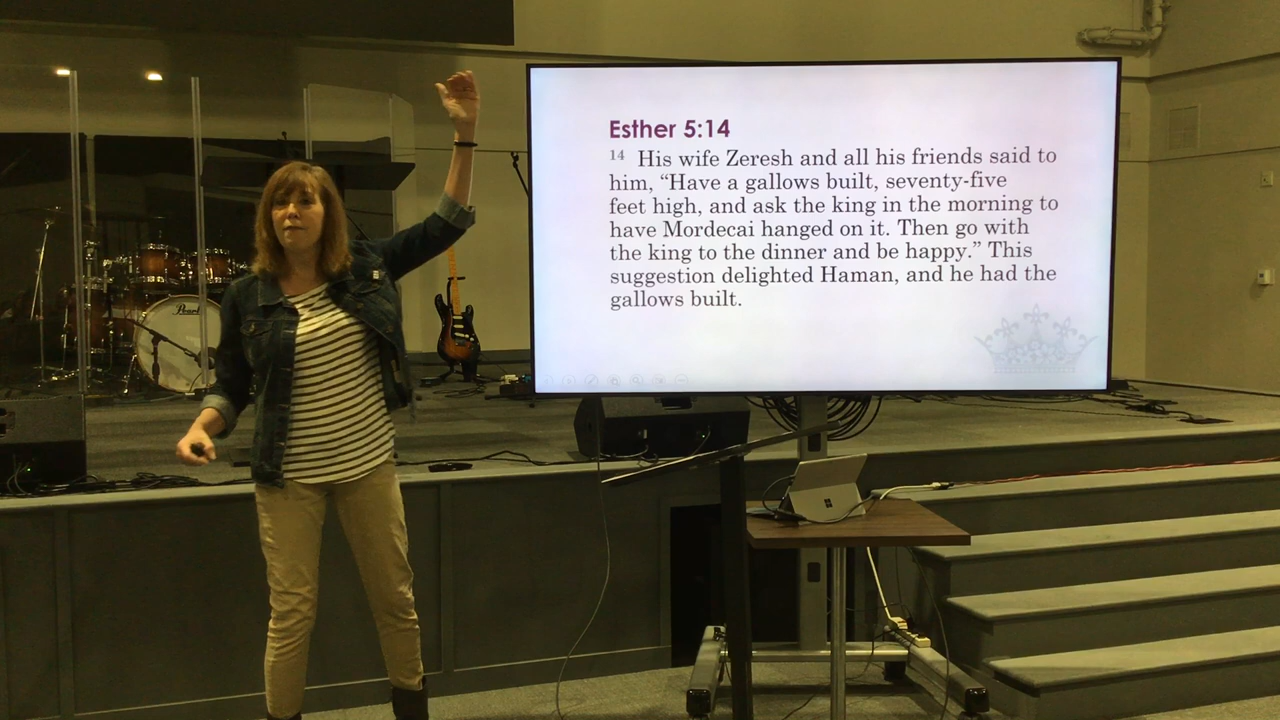 Esther 5:14
14 His wife Zeresh and all his friends said to
him, “Have a gallows built, seventy-five
feet high, and ask the king in the morning to
have Mordecai hanged on it. Then go with
the king to the dinner and be happy.” This
suggestion delighted Haman, and he had the
gallows built.
Pearl